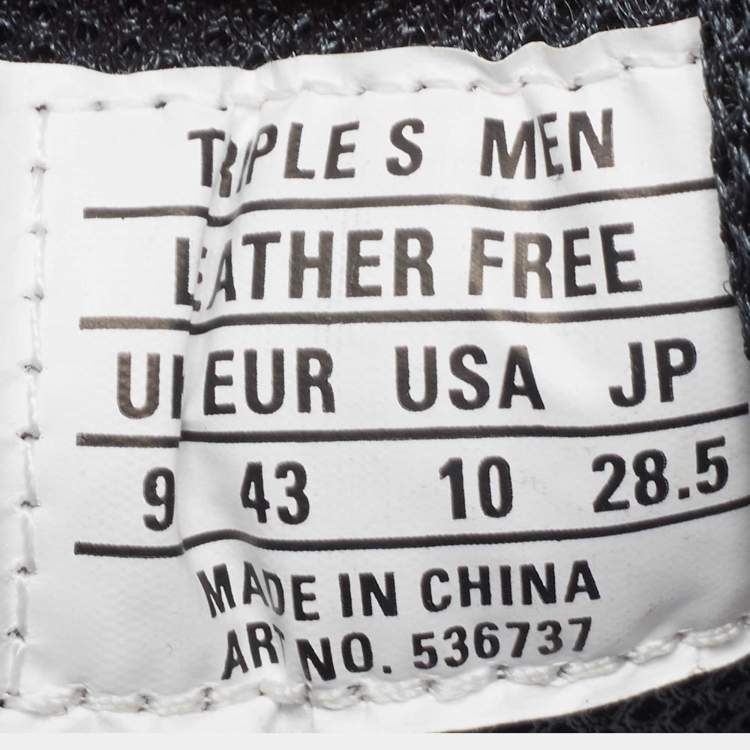 TRIPLE S MEN
LEATHER FREE
UK EUR USA JP
9 43 10 28.5
MADE IN CHINA
ART NO. 536737